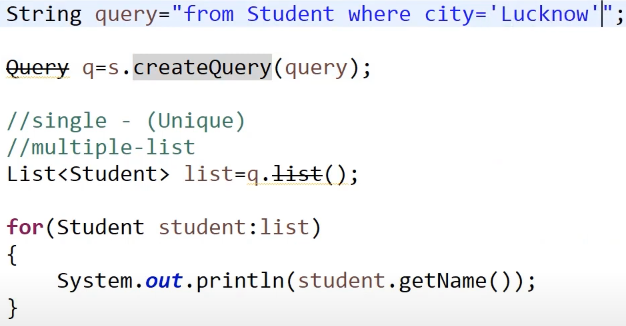 String query="from Student where city='Lucknow'";
Query q=s.createQuery(query);
//single - (Unique)
//multiple-list
List<Student> list=q.list();
for(Student student:list)
{
System.out.println(student.getName());
}